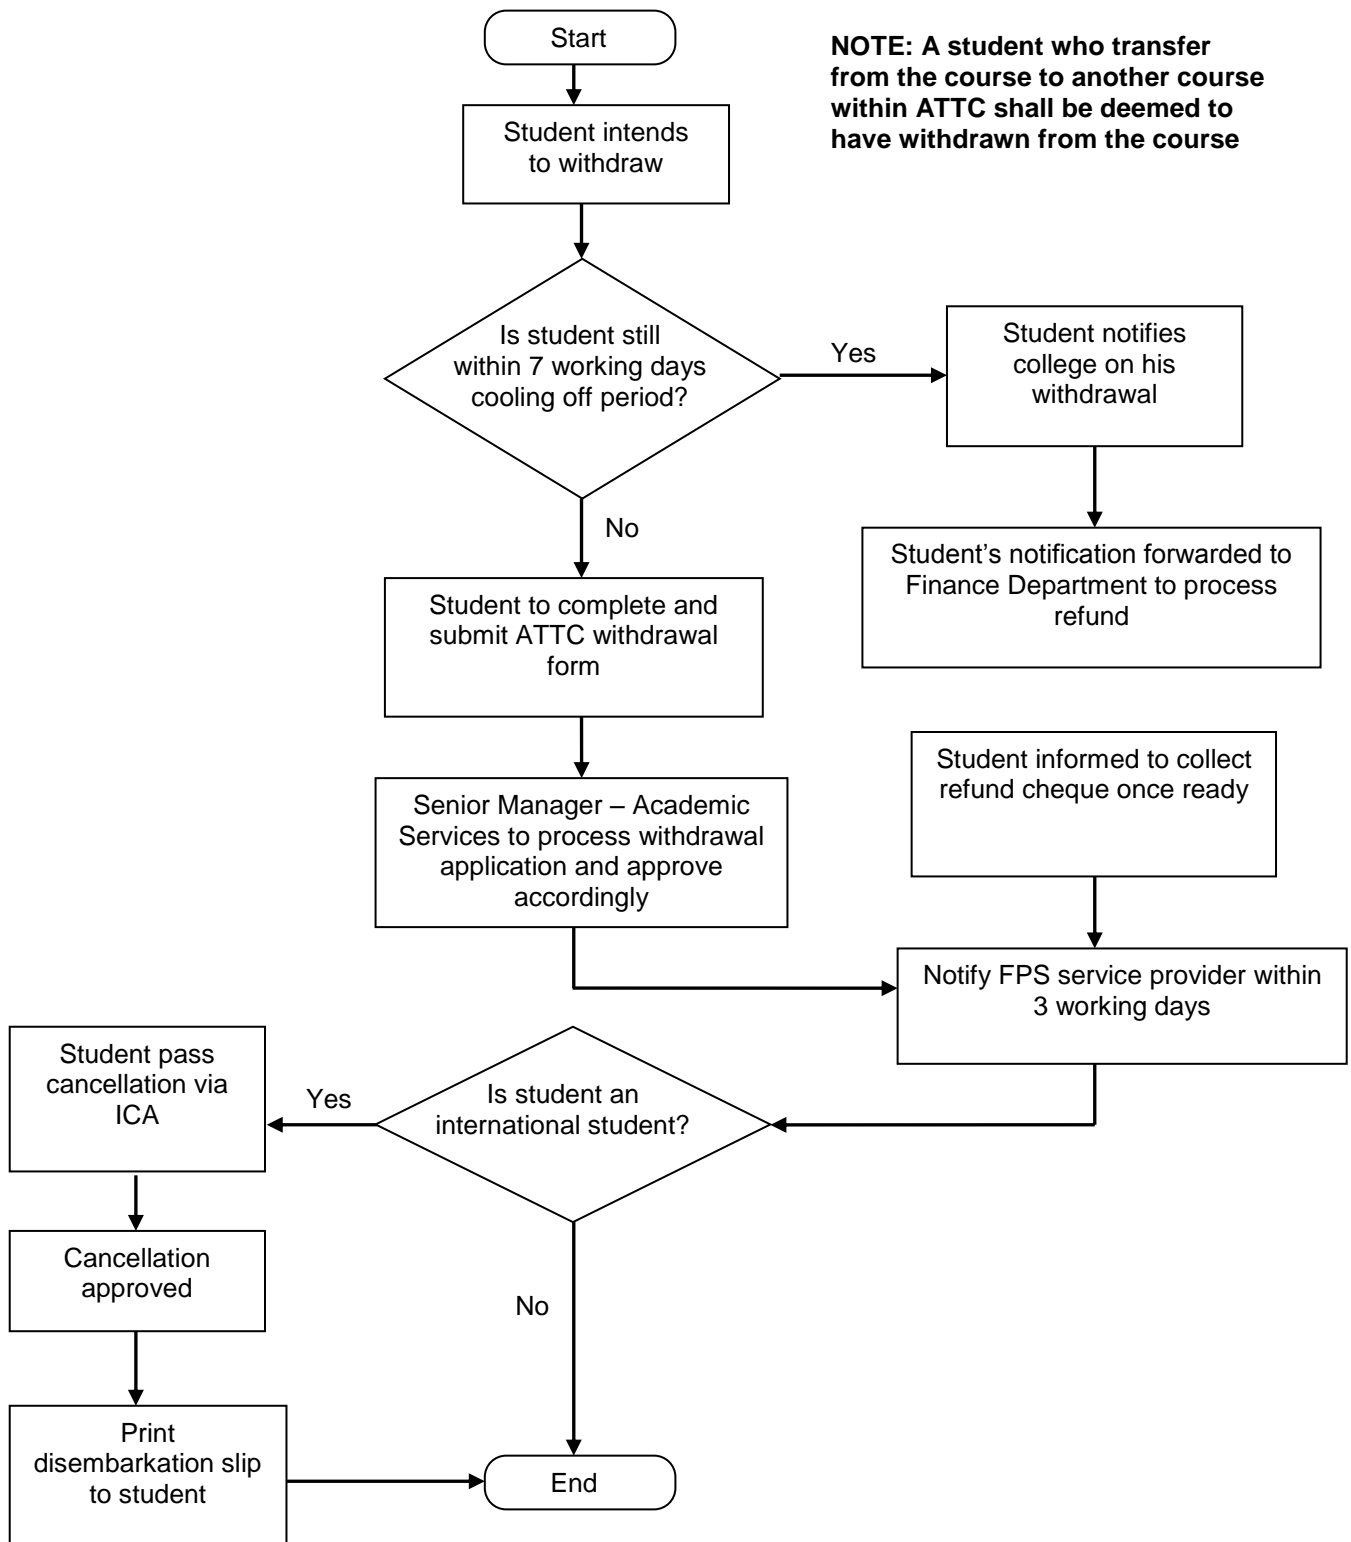 Start
NOTE: A student who transfer
from the course to another course
within ATTC shall be deemed to
have withdrawn from the course
Student intends
to withdraw
Is student still
within 7 working days
cooling off period?
Yes
Student notifies
college on his
withdrawal
No
Student’s notification forwarded to
Finance Department to process
refund
Student to complete and
submit ATTC withdrawal
form
Student informed to collect
refund cheque once ready
Senior Manager – Academic
Services to process withdrawal
application and approve
accordingly
Notify FPS service provider within
3 working days
Is student an
international student?
Yes
Student pass
cancellation via
ICA
Cancellation
approved
No
Print
disembarkation slip
to student
End